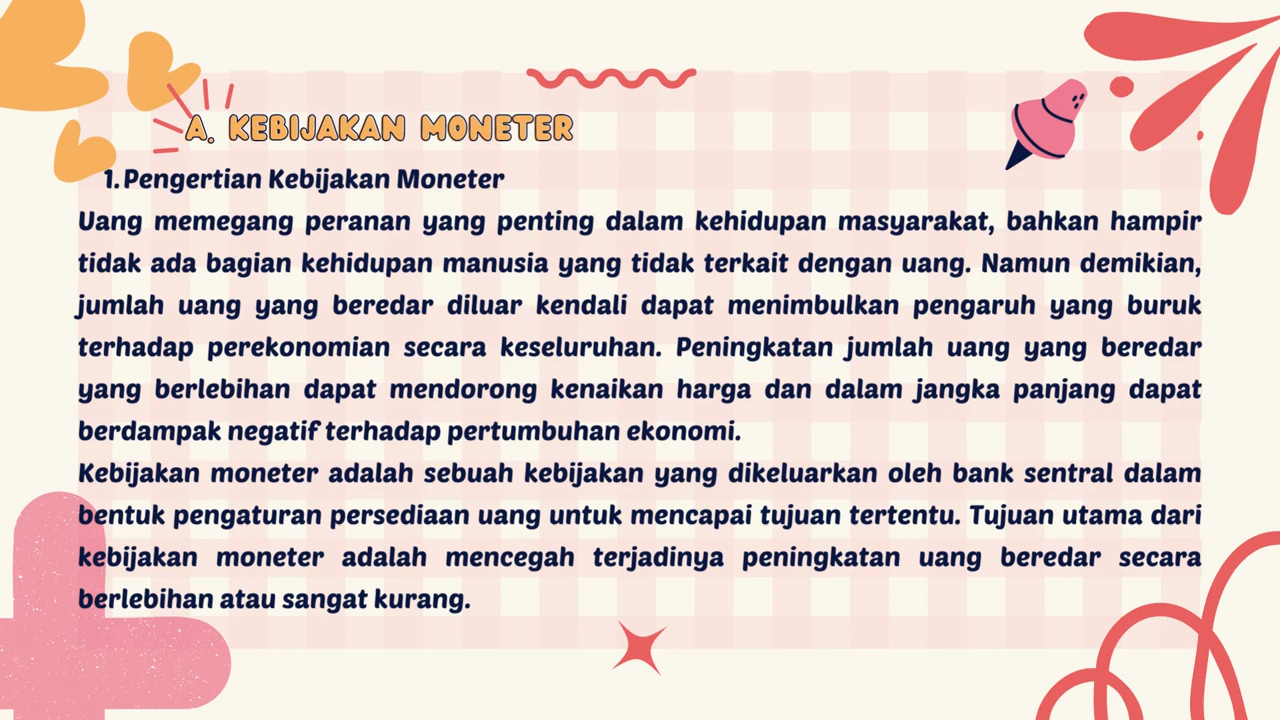 A. KEBIJAKAN MONETER
1. Pengertian Kebijakan Moneter
Uang memegang peranan yang penting dalam kehidupan masyarakat, bahkan hampir
tidak ada bagian kehidupan manusia yang tidak terkait dengan uang. Namun demikian,
jumlah uang yang beredar diluar kendali dapat menimbulkan pengaruh yang buruk
terhadap perekonomian secara keseluruhan. Peningkatan jumlah uang yang beredar
yang berlebihan dapat mendorong kenaikan harga dan dalam jangka panjang dapat
berdampak negatif terhadap pertumbuhan ekonomi.
Kebijakan moneter adalah sebuah kebijakan yang dikeluarkan oleh bank sentral dalam
bentuk pengaturan persediaan uang untuk mencapai tujuan tertentu. Tujuan utama dari
kebijakan moneter adalah mencegah terjadinya peningkatan uang beredar secara
berlebihan atau sangat kurang.